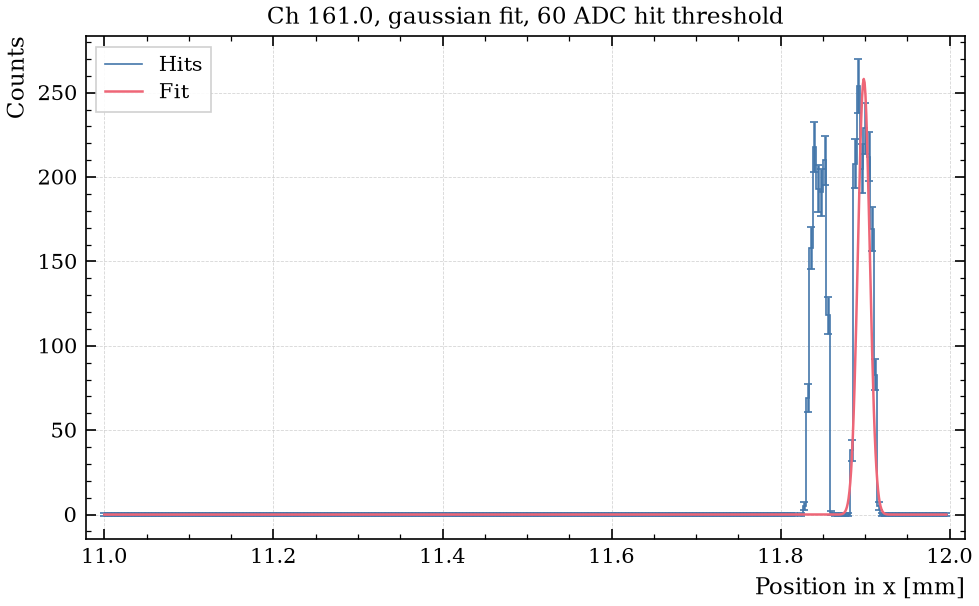 Ch 161.0, gaussian fit, 60 ADC hit threshold
Counts
Hits
Fit
250
200
150
100
50
0
11.0 11.2 11.4 11.6 11.8 12.0
Position in x [mm]